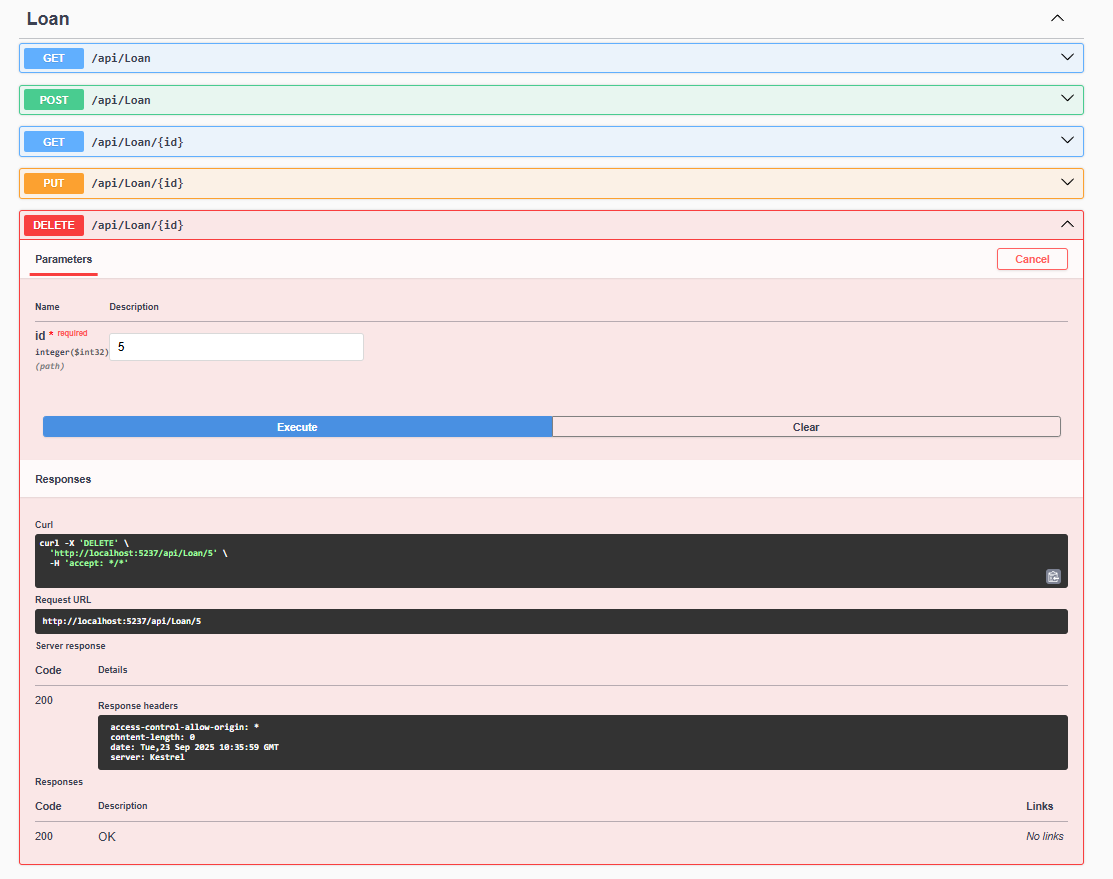 Loan
GET /api/Loan
POST /api/Loan
GET /api/Loan/{id}
PUT /api/Loan/{id}
DELETE /api/Loan/{id}
Parameters Cancel
Name Description
id * required
integer($int32)
(path)
5
Execute Clear
Responses
Curl
curl -X 'DELETE' \
'http://localhost:5237/api/Loan/5' \
-H 'accept: */*'
Request URL
http://localhost:5237/api/Loan/5
Server response
Code Details
200
Response headers
access-control-allow-origin: *
content-length: 0
date: Tue,23 Sep 2025 10:35:59 GMT
server: Kestrel
Responses
Code Description Links
200 OK No links